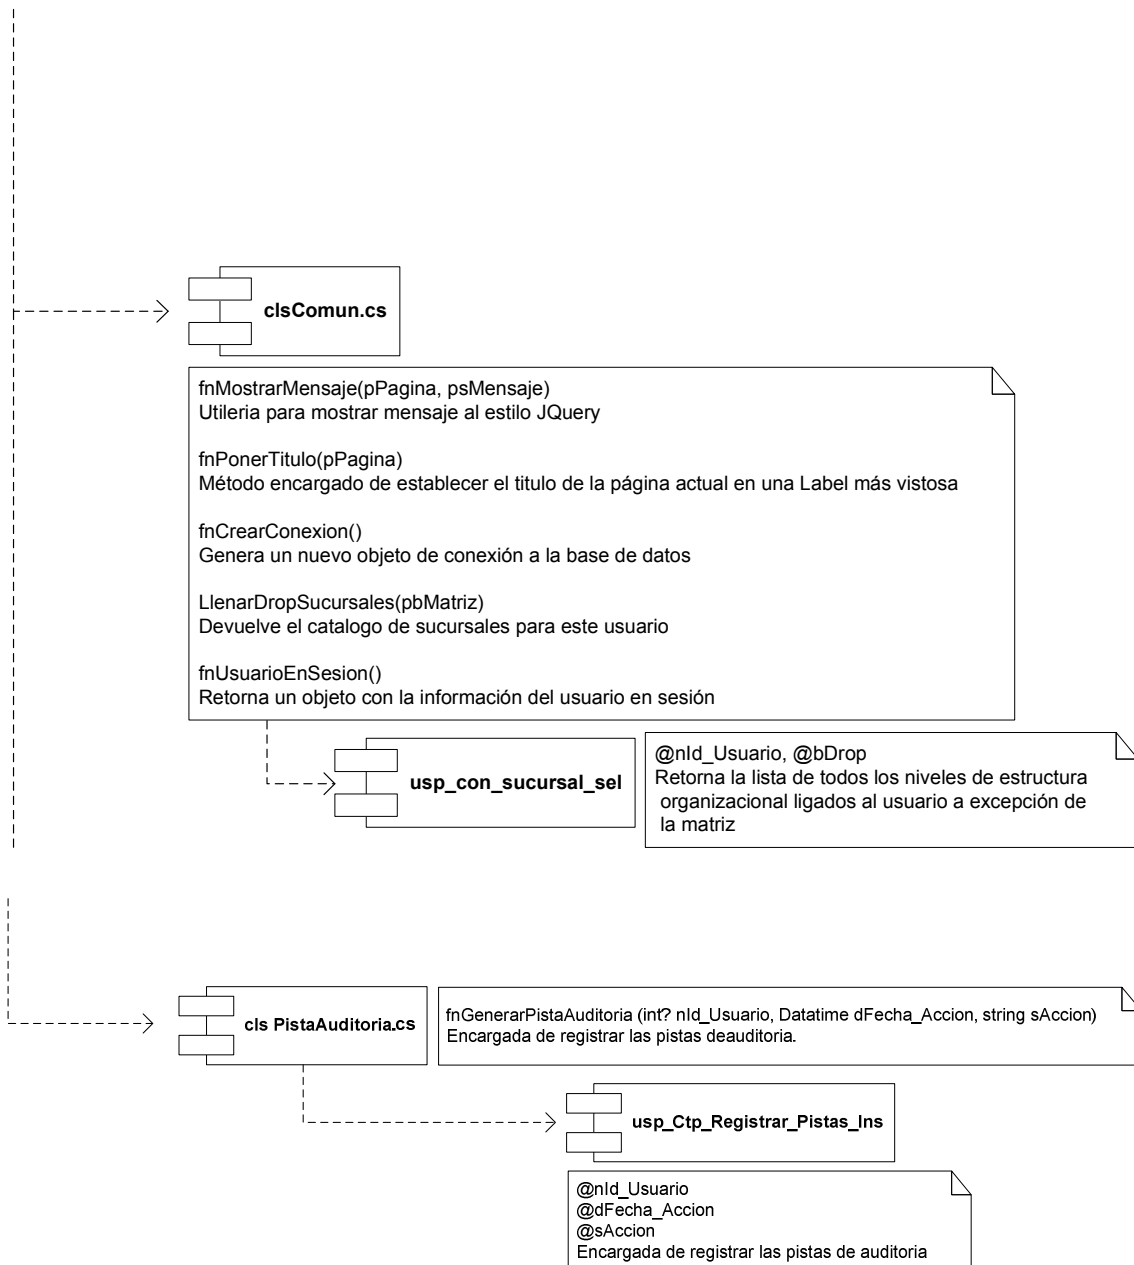 clsComun.cs
fnMostrarMensaje(pPagina, psMensaje)
Utileria para mostrar mensaje al estilo JQuery
fnPonerTitulo(pPagina)
Método encargado de establecer el titulo de la página actual en una Label más vistosa
fnCrearConexion()
Genera un nuevo objeto de conexión a la base de datos
LlenarDropSucursales(pbMatriz)
Devuelve el catalogo de sucursales para este usuario
fnUsuarioEnSesion()
Retorna un objeto con la información del usuario en sesión
usp_con_sucursal_sel
@nId_Usuario, @bDrop
Retorna la lista de todos los niveles de estructura
organizacional ligados al usuario a excepción de
la matriz
cls PistaAuditoria.cs
fnGenerarPistaAuditoria (int? nId_Usuario, Datatime dFecha_Accion, string sAccion)
Encargada de registrar las pistas deauditoria.
usp_Ctp_Registrar_Pistas_Ins
@nId_Usuario
@dFecha_Accion
@sAccion
Encargada de registrar las pistas de auditoria